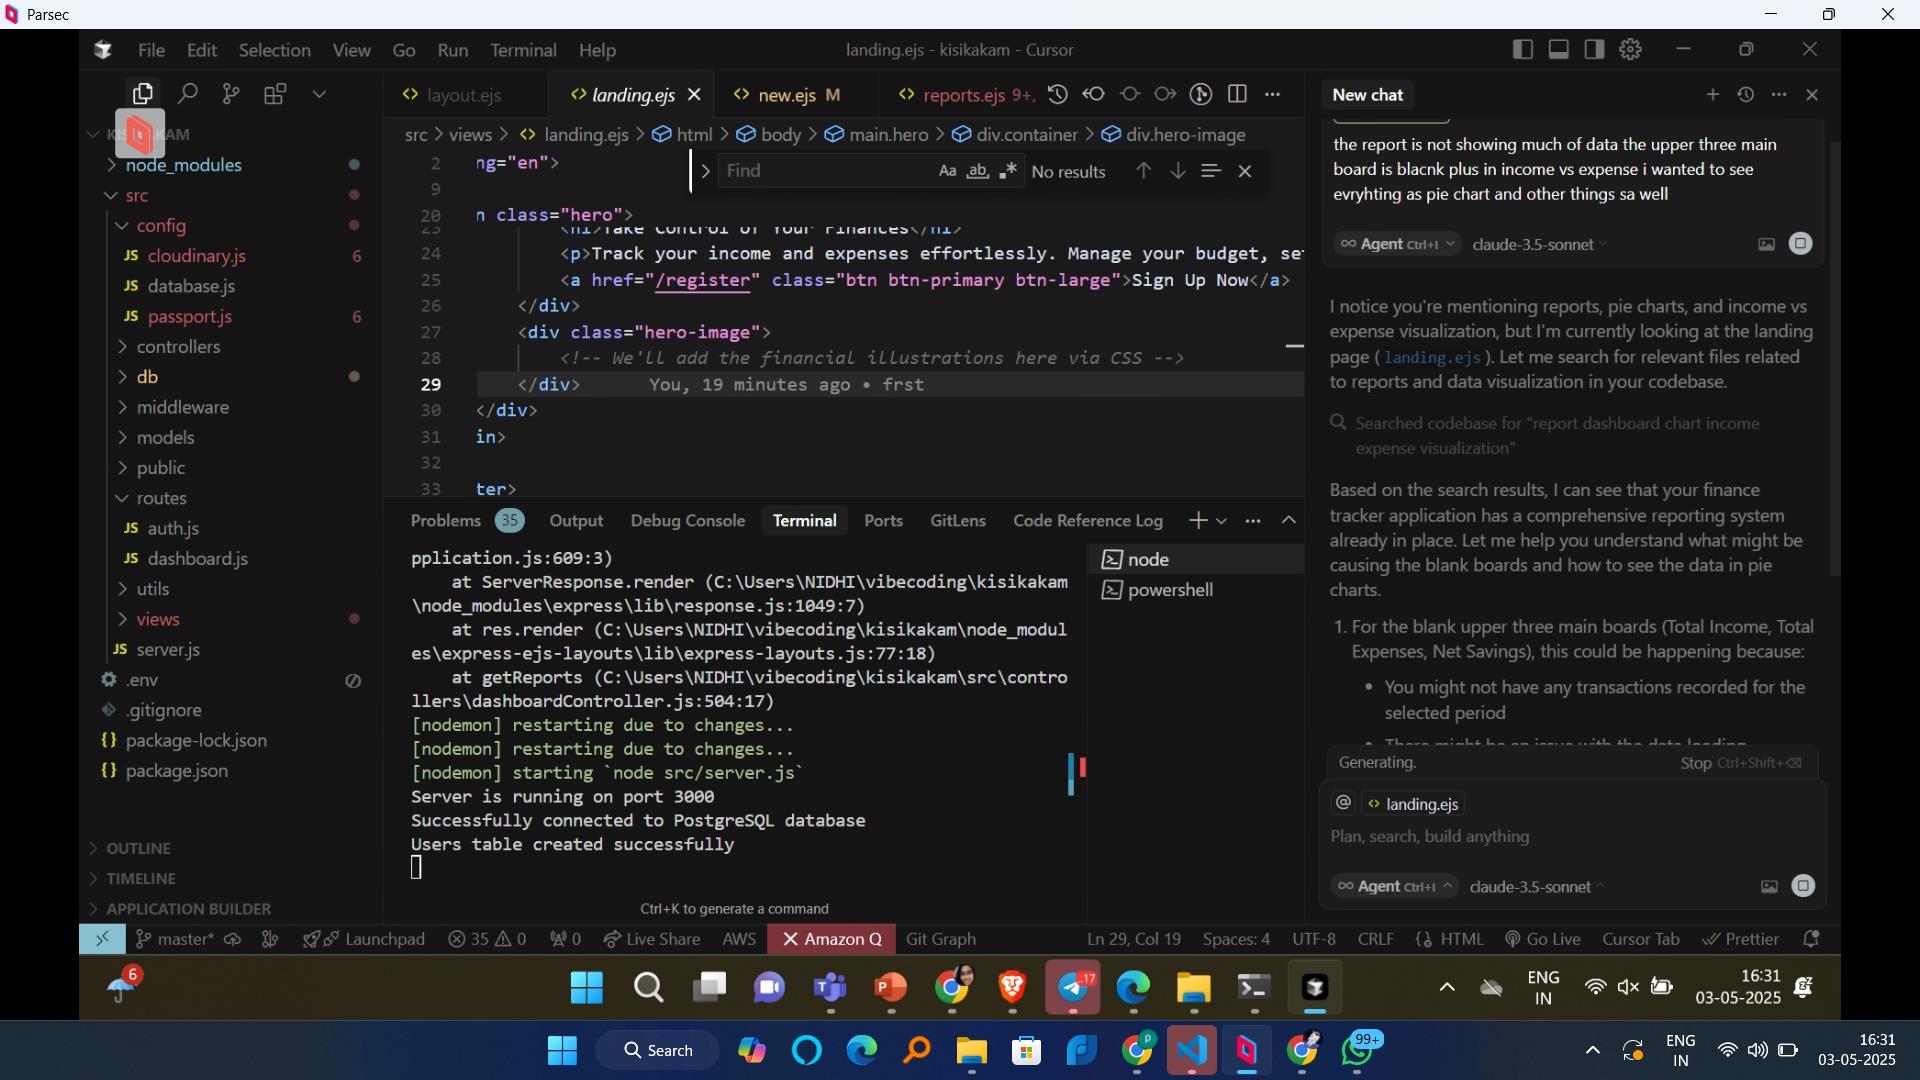 Parsec
File Edit Selection View Go Run Terminal Help
landing.ejs - kisikakam - Cursor
layout.ejs
landing.ejs
new.ejs M
reports.ejs 9+,
New chat
src > views > landing.ejs > html > body > main.hero > div.container > div.hero-image
node_modules
src
config
JS cloudinary.js 6
JS database.js
JS passport.js 6
controllers
db
middleware
models
public
routes
JS auth.js
JS dashboard.js
utils
views
JS server.js
.env
.gitignore
{} package-lock.json
{} package.json
OUTLINE
TIMELINE
APPLICATION BUILDER
Find Aa ab No results
2 ng="en">
9
20 n class="hero">
23 <h1>Take Control of Your Finances</h1>
24 <p>Track your income and expenses effortlessly. Manage your budget, se
25 <a href="/register" class="btn btn-primary btn-large">Sign Up Now</a>
26 </div>
27 <div class="hero-image">
28 <!-- We'll add the financial illustrations here via CSS -->
29 </div> You, 19 minutes ago • frst
30 </div>
31 in>
32
33 ter>
Problems 35 Output Debug Console Terminal Ports GitLens Code Reference Log
pplication.js:609:3)
at ServerResponse.render (C:\Users\NIDHI\vibecoding\kisikakam
\node_modules\express\lib\response.js:1049:7)
at res.render (C:\Users\NIDHI\vibecoding\kisikakam\node_modul
es\express-ejs-layouts\lib\express-layouts.js:77:18)
at getReports (C:\Users\NIDHI\vibecoding\kisikakam\src\contro
llers\dashboardController.js:504:17)
[nodemon] restarting due to changes...
[nodemon] restarting due to changes...
[nodemon] starting `node src/server.js`
Server is running on port 3000
Successfully connected to PostgreSQL database
Users table created successfully
Ctrl+K to generate a command
node
powershell
the report is not showing much of data the upper three main
board is blacnk plus in income vs expense i wanted to see
evryhting as pie chart and other things sa well
Agent Ctrl+I claude-3.5-sonnet
I notice you're mentioning reports, pie charts, and income vs
expense visualization, but I'm currently looking at the landing
page ( landing.ejs ). Let me search for relevant files related
to reports and data visualization in your codebase.
Searched codebase for "report dashboard chart income
expense visualization"
Based on the search results, I can see that your finance
tracker application has a comprehensive reporting system
already in place. Let me help you understand what might be
causing the blank boards and how to see the data in pie
charts.
1. For the blank upper three main boards (Total Income, Total
Expenses, Net Savings), this could be happening because:
• You might not have any transactions recorded for the
selected period
• There might be an issue with the data loading
Generating. Stop Ctrl+Shift+⌫
@ landing.ejs
Plan, search, build anything
Agent Ctrl+I claude-3.5-sonnet
master* Launchpad 35 0 0 Live Share AWS Amazon Q Git Graph
Ln 29, Col 19 Spaces: 4 UTF-8 CRLF HTML Go Live Cursor Tab Prettier
6
17
ENG
IN
16:31
03-05-2025
Search
99+
ENG
IN
16:31
03-05-2025